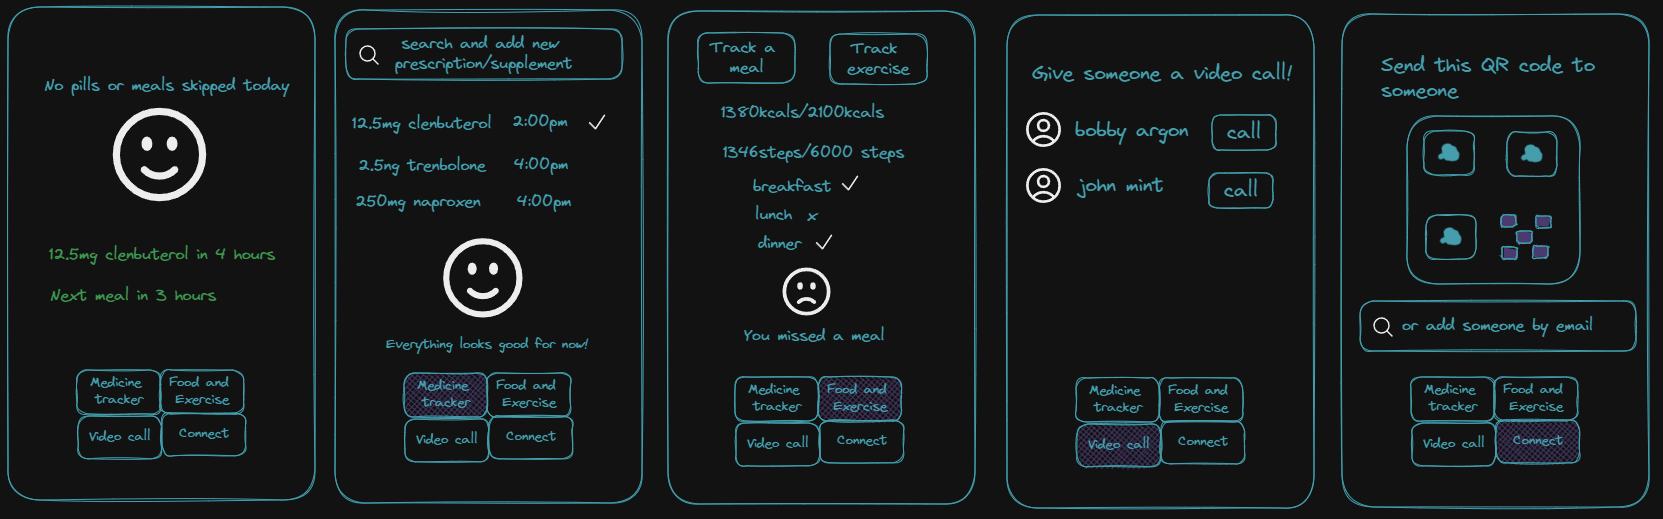 No pills or meals skipped today
12.5mg clenbuterol in 4 hours
Next meal in 3 hours
Medicine
tracker
Food and
Exercise
Video call
Connect
search and add new
prescription/supplement
12.5mg clenbuterol 2:00pm
2.5ng trenbolone 4:00pm
250mg naproxen 4:00pm
Everything looks good for now!
Medicine
tracker
Food and
Exercise
Video call
Connect
Track a
meal
Track
exercise
1380kcals/2100kcals
1346steps/6000 steps
breakfast
lunch x
dinner
You missed a meal
Medicine
tracker
Food and
Exercise
Video call
Connect
Give someone a video call!
bobby argon call
john mint call
Medicine
tracker
Food and
Exercise
Video call
Connect
Send this QR code to
someone
or add someone by email
Medicine
tracker
Food and
Exercise
Video call
Connect